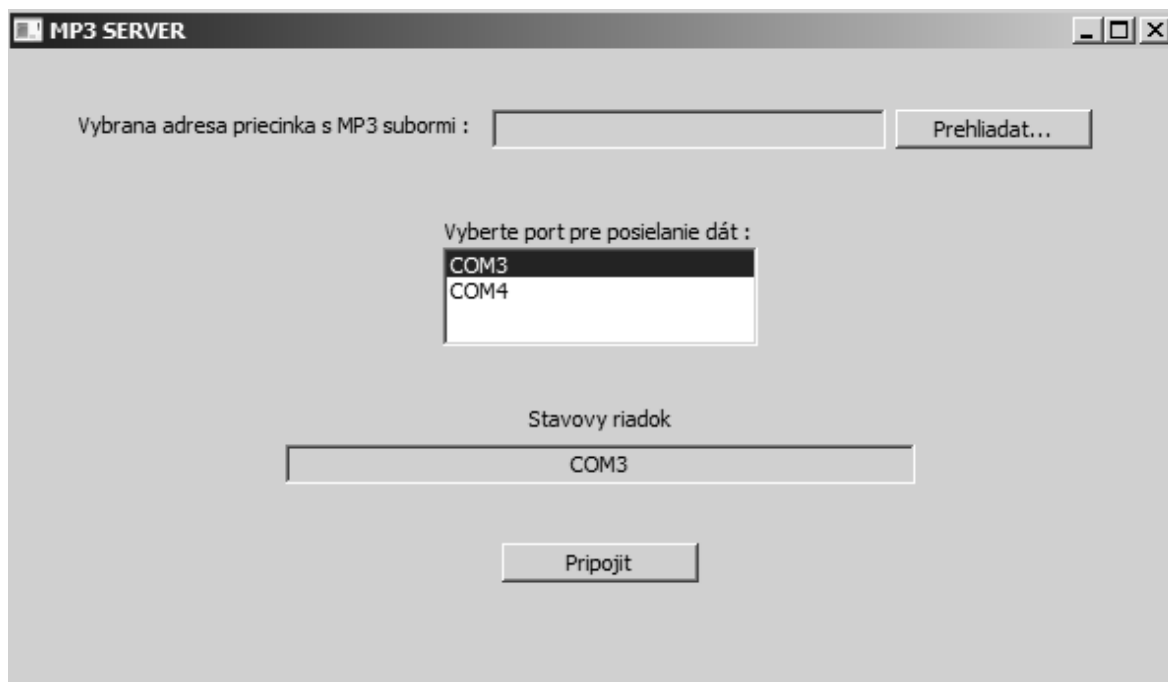 MP3 SERVER
Vybrana adresa priecinka s MP3 subormi :
Prehliadat...
Vyberte port pre posielanie dát :
COM3
COM4
Stavovy riadok
COM3
Pripojit